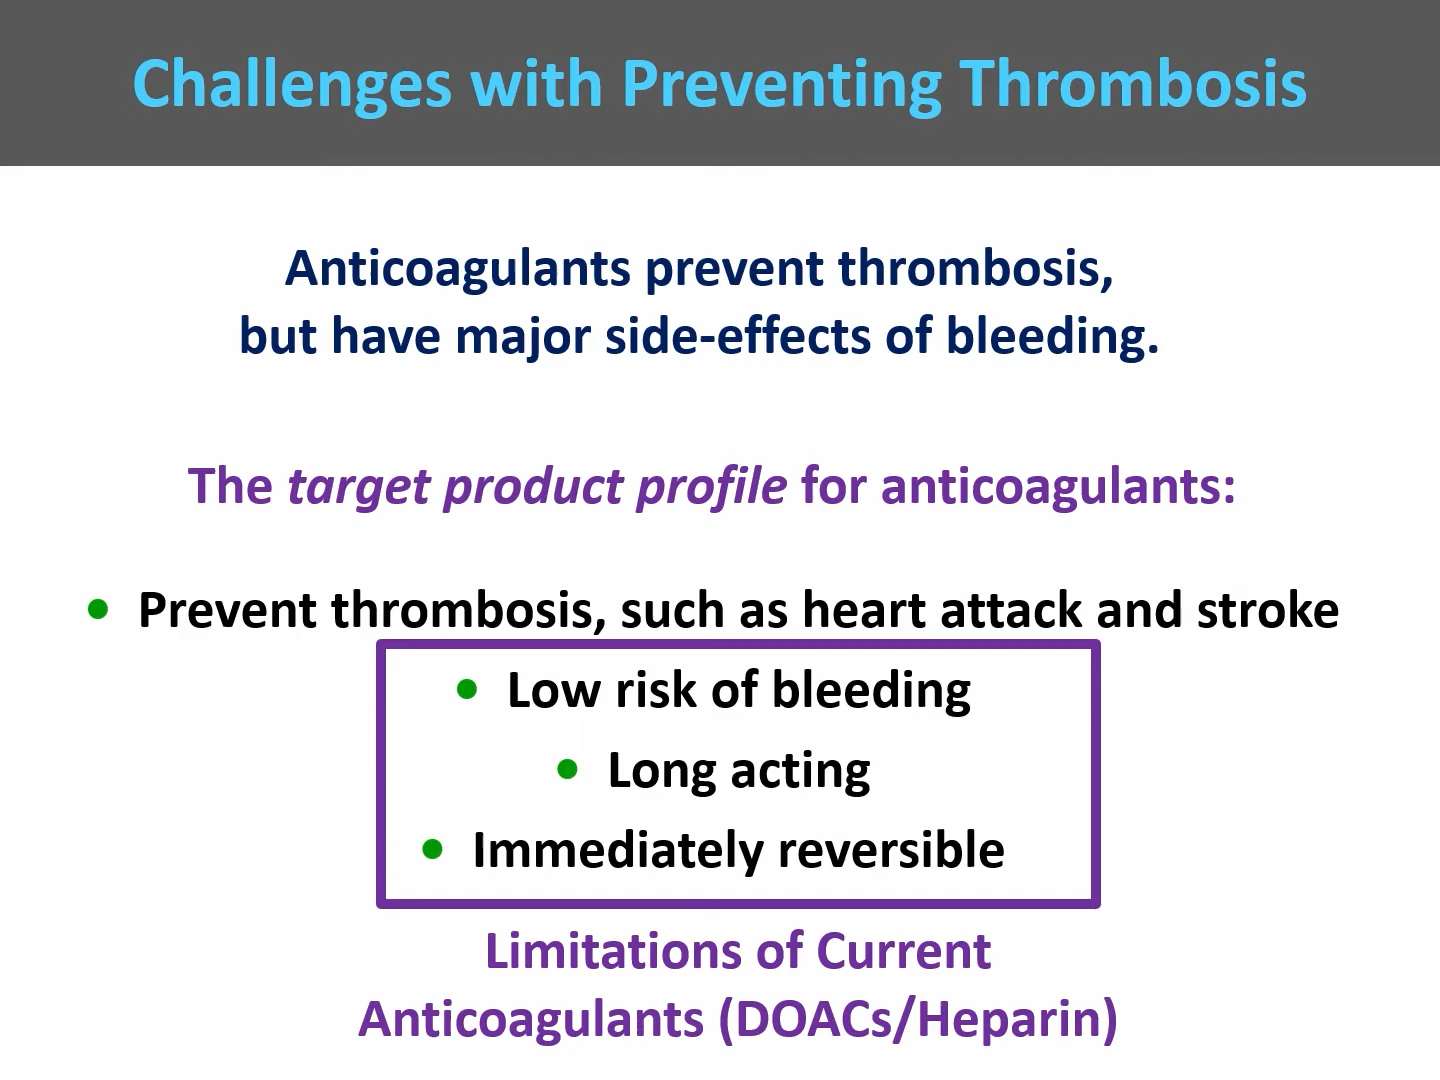 Challenges with Preventing Thrombosis
Anticoagulants prevent thrombosis,
but have major side-effects of bleeding.
The target product profile for anticoagulants:
• Prevent thrombosis, such as heart attack and stroke
• Low risk of bleeding
• Long acting
• Immediately reversible
Limitations of Current
Anticoagulants (DOACs/Heparin)